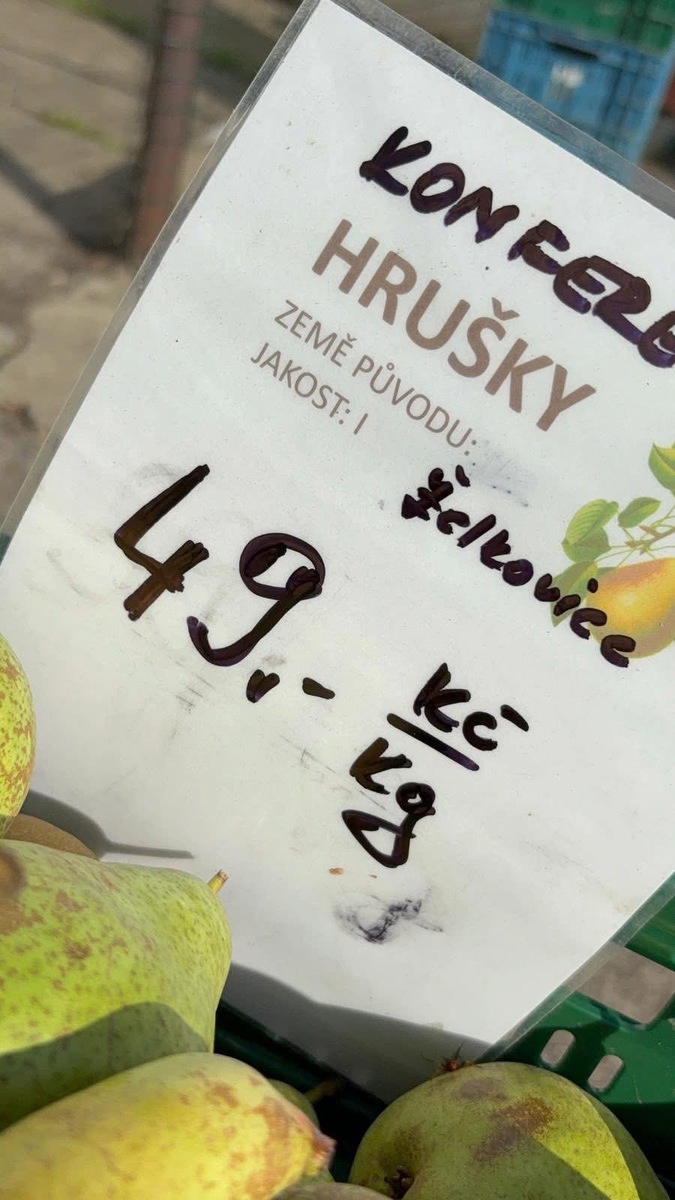 KONFERE
HRUŠKY
ZEMĚ PŮVODU:
JAKOST: I
želkovice
49,- Kč
kg